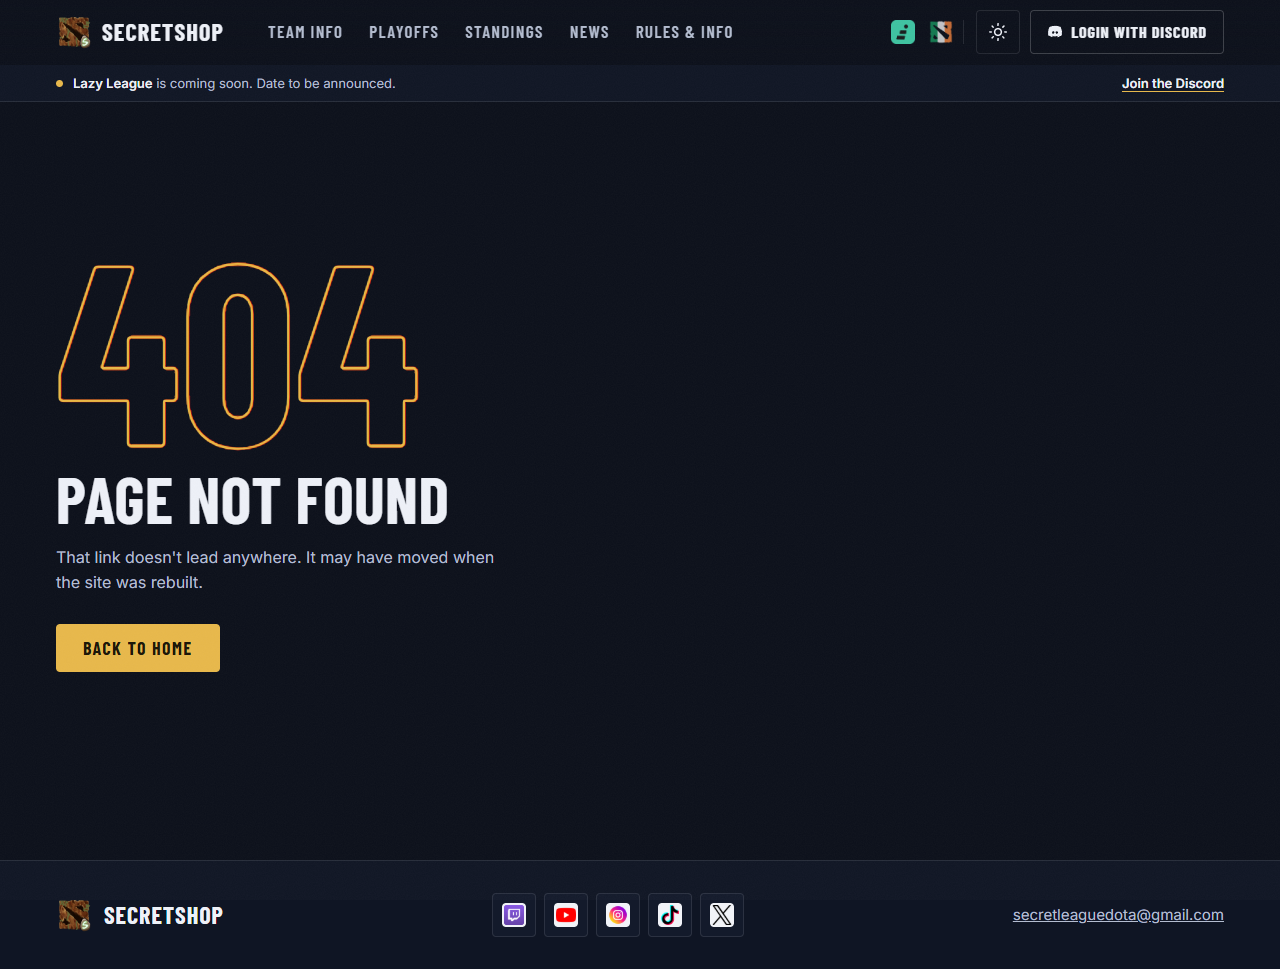 SECRETSHOP
TEAM INFO
PLAYOFFS
STANDINGS
NEWS
RULES & INFO
LOGIN WITH DISCORD
Lazy League is coming soon. Date to be announced.
Join the Discord
404
PAGE NOT FOUND
That link doesn't lead anywhere. It may have moved when
the site was rebuilt.
BACK TO HOME
SECRETSHOP
secretleaguedota@gmail.com